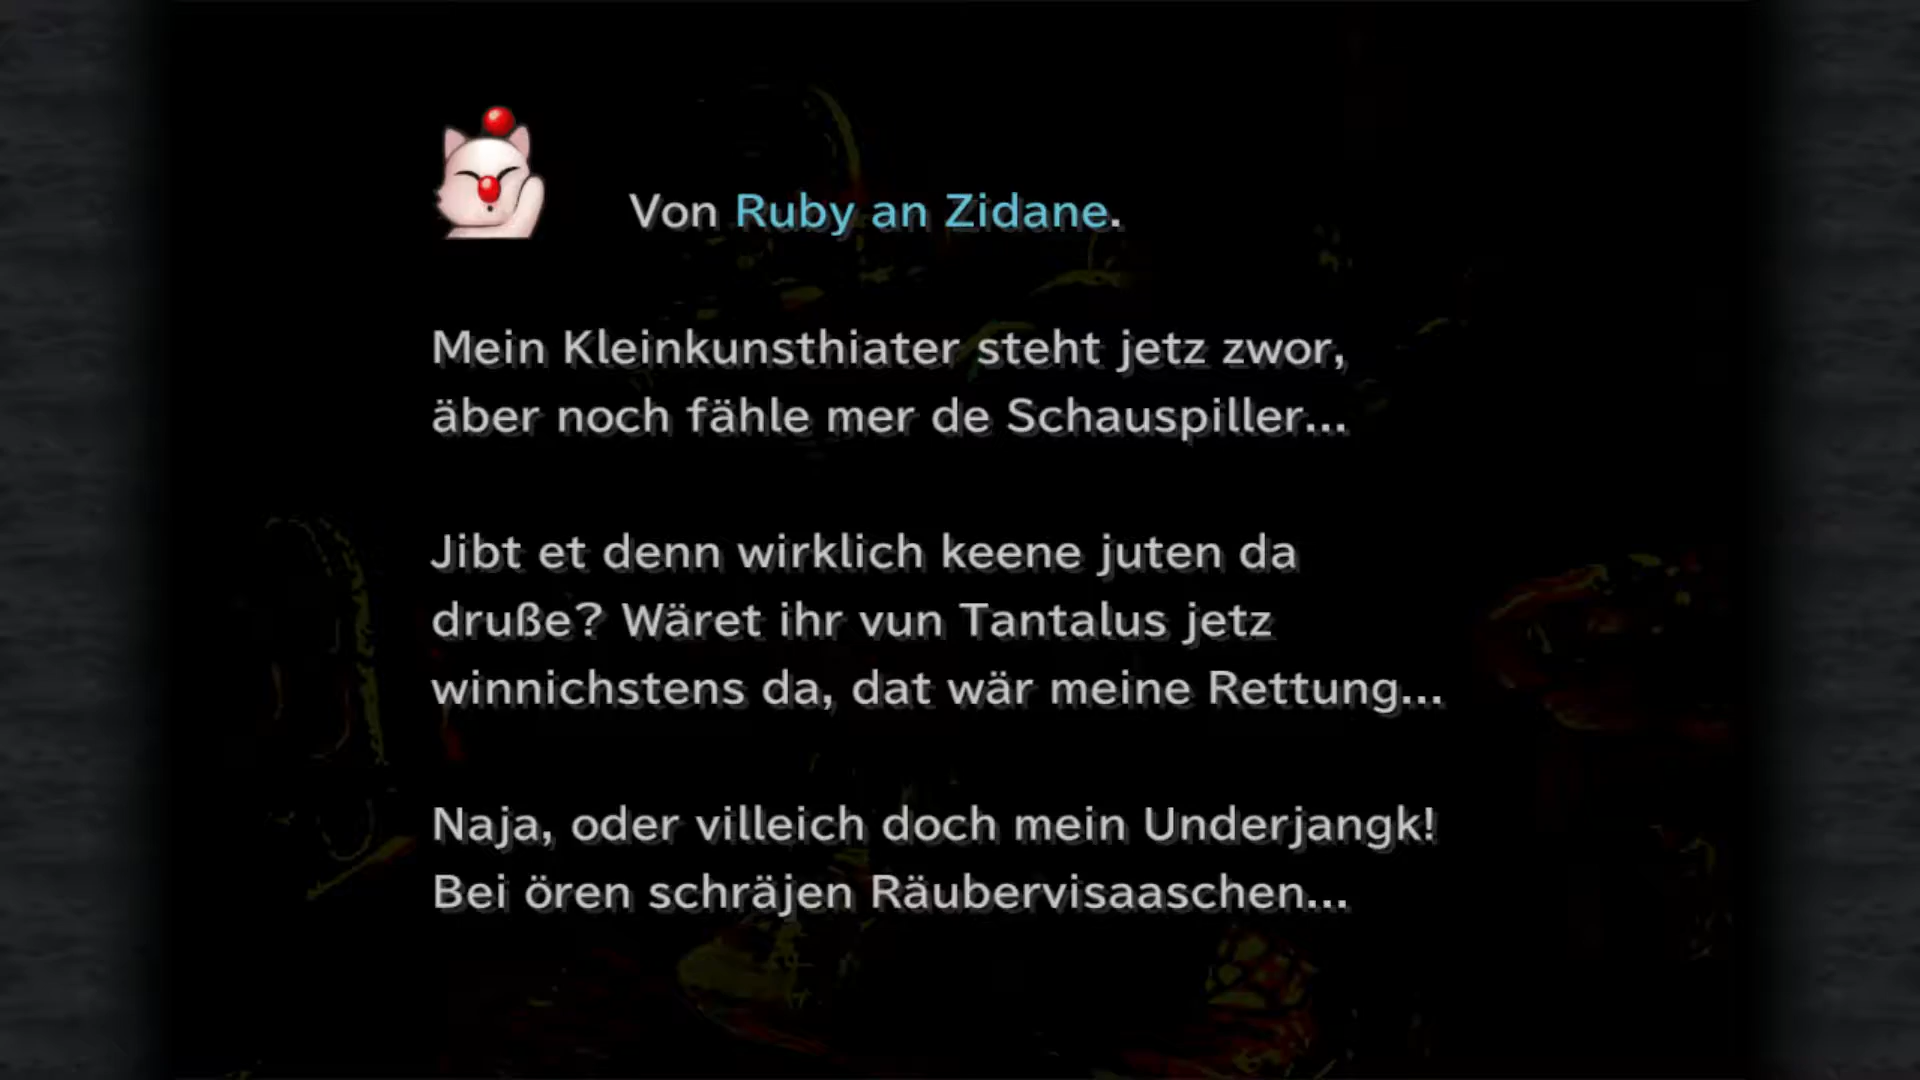 Von Ruby an Zidane.
Mein Kleinkunsthiater steht jetz zwor,
äber noch fähle mer de Schauspiller...
Jibt et denn wirklich keene juten da
druße? Wäret ihr vun Tantalus jetz
winnichstens da, dat wär meine Rettung...
Naja, oder villeich doch mein Underjangk!
Bei ören schräjen Räubervisaaschen...